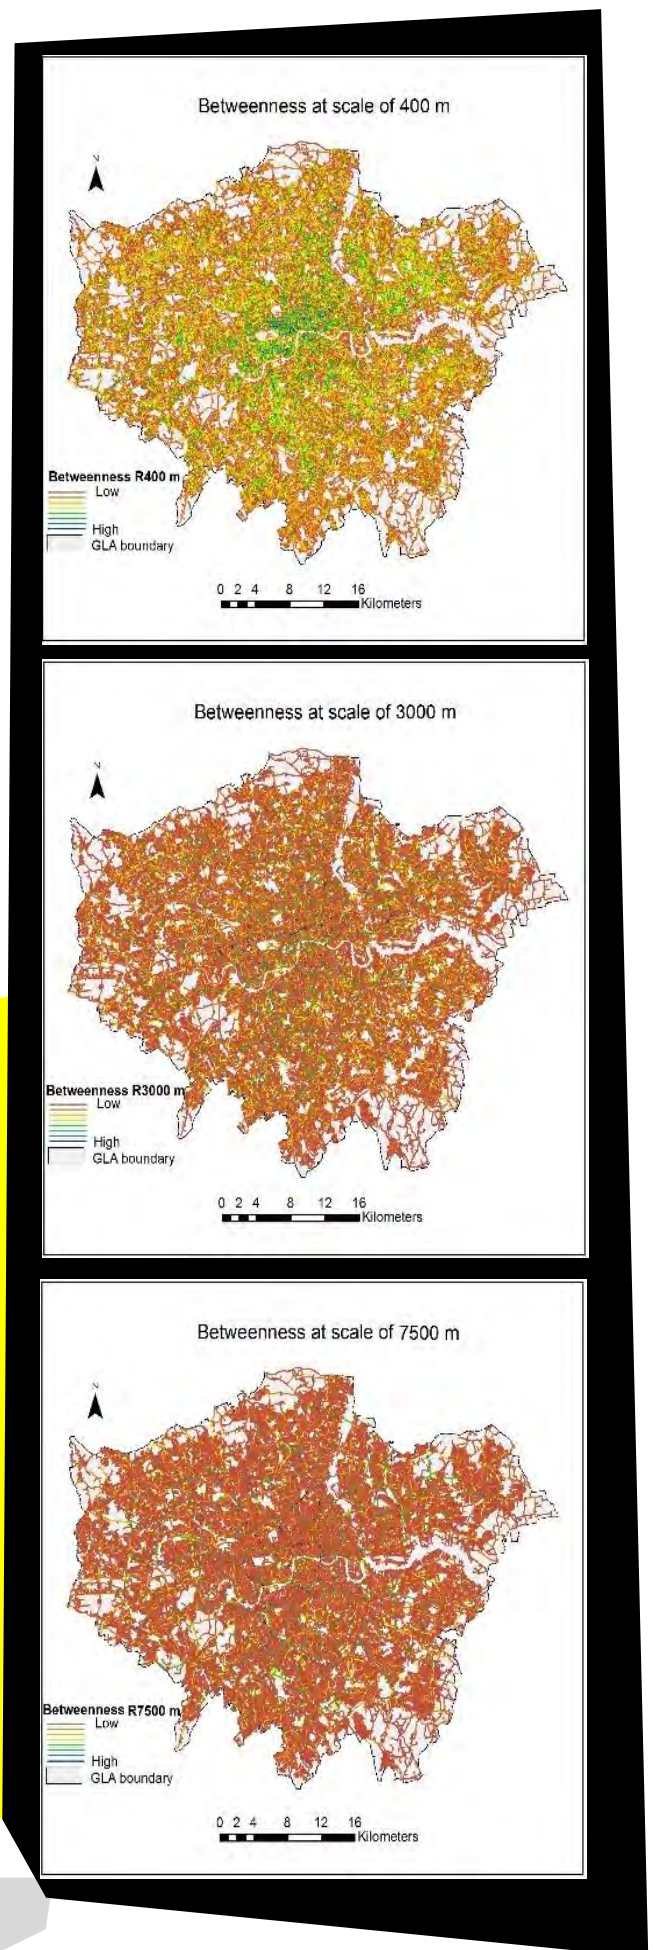 Betweenness at scale of 400 m
N
Betweenness R400 m
Low
High
GLA boundary
0 2 4 8 12 16
Kilometers
Betweenness at scale of 3000 m
N
Betweenness R3000 m
Low
High
GLA boundary
0 2 4 8 12 16
Kilometers
Betweenness at scale of 7500 m
N
Betweenness R7500 m
Low
High
GLA boundary
0 2 4 8 12 16
Kilometers